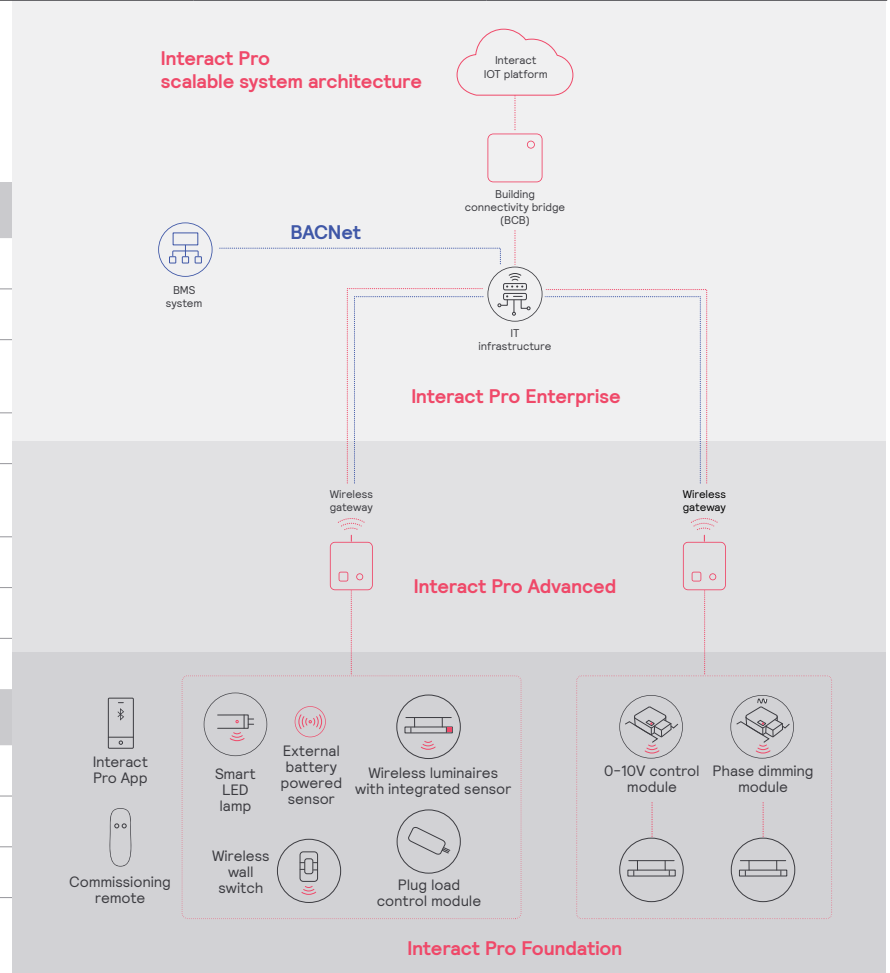 Interact Pro
scalable system architecture
Interact
IOT platform
Building
connectivity bridge
(BCB)
BACNet
BMS
system
IT
infrastructure
Interact Pro Enterprise
Wireless
gateway
Wireless
gateway
Interact Pro Advanced
Interact
Pro App
Smart
LED
lamp
External
battery
powered
sensor
Wireless luminaires
with integrated sensor
0-10V control
module
Phase dimming
module
Commissioning
remote
Wireless
wall
switch
Plug load
control module
Interact Pro Foundation